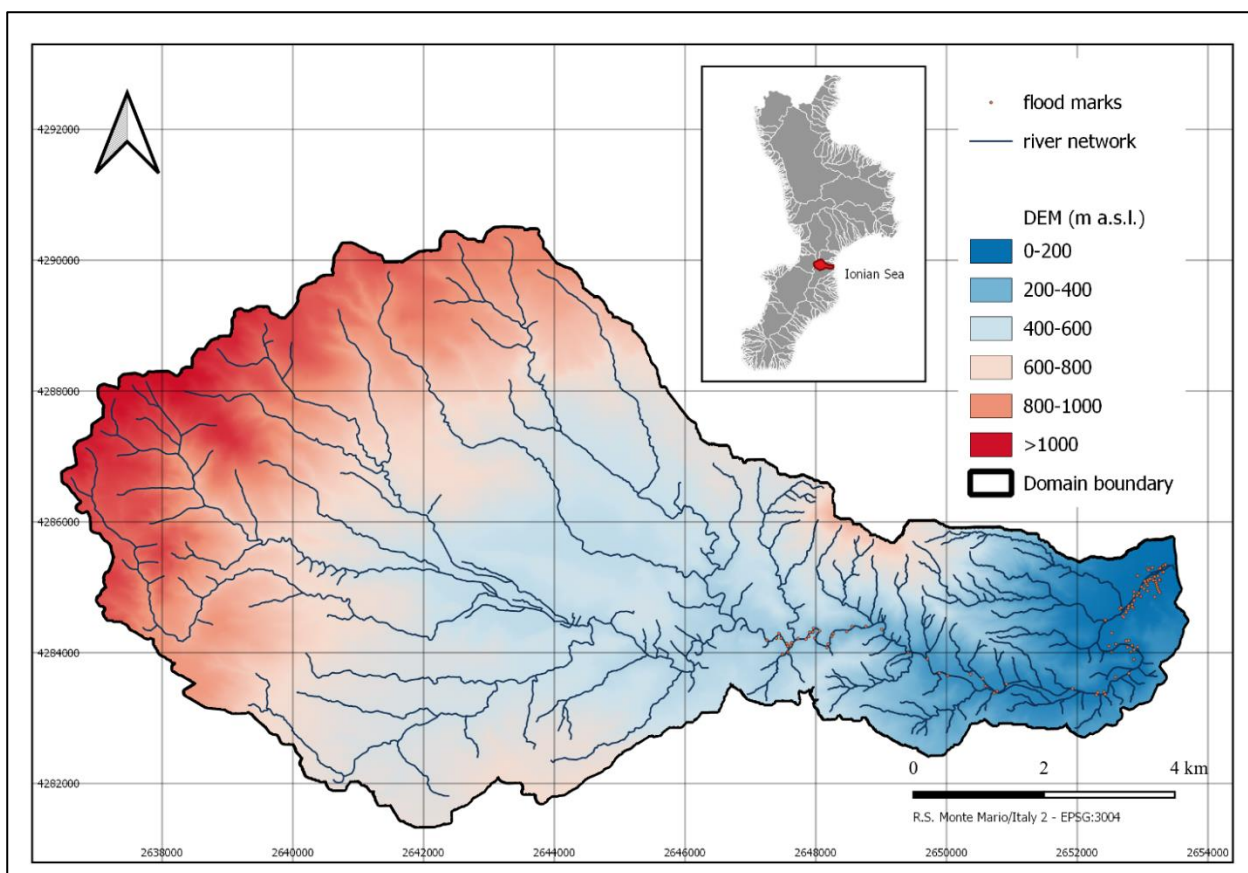 4292000
4290000
4288000
4286000
4284000
4282000
Ionian Sea
flood marks
river network
DEM (m a.s.l.)
0-200
200-400
400-600
600-800
800-1000
>1000
Domain boundary
0 2 4 km
R.S. Monte Mario/Italy 2 - EPSG:3004
2638000 2640000 2642000 2644000 2646000 2648000 2650000 2652000 2654000